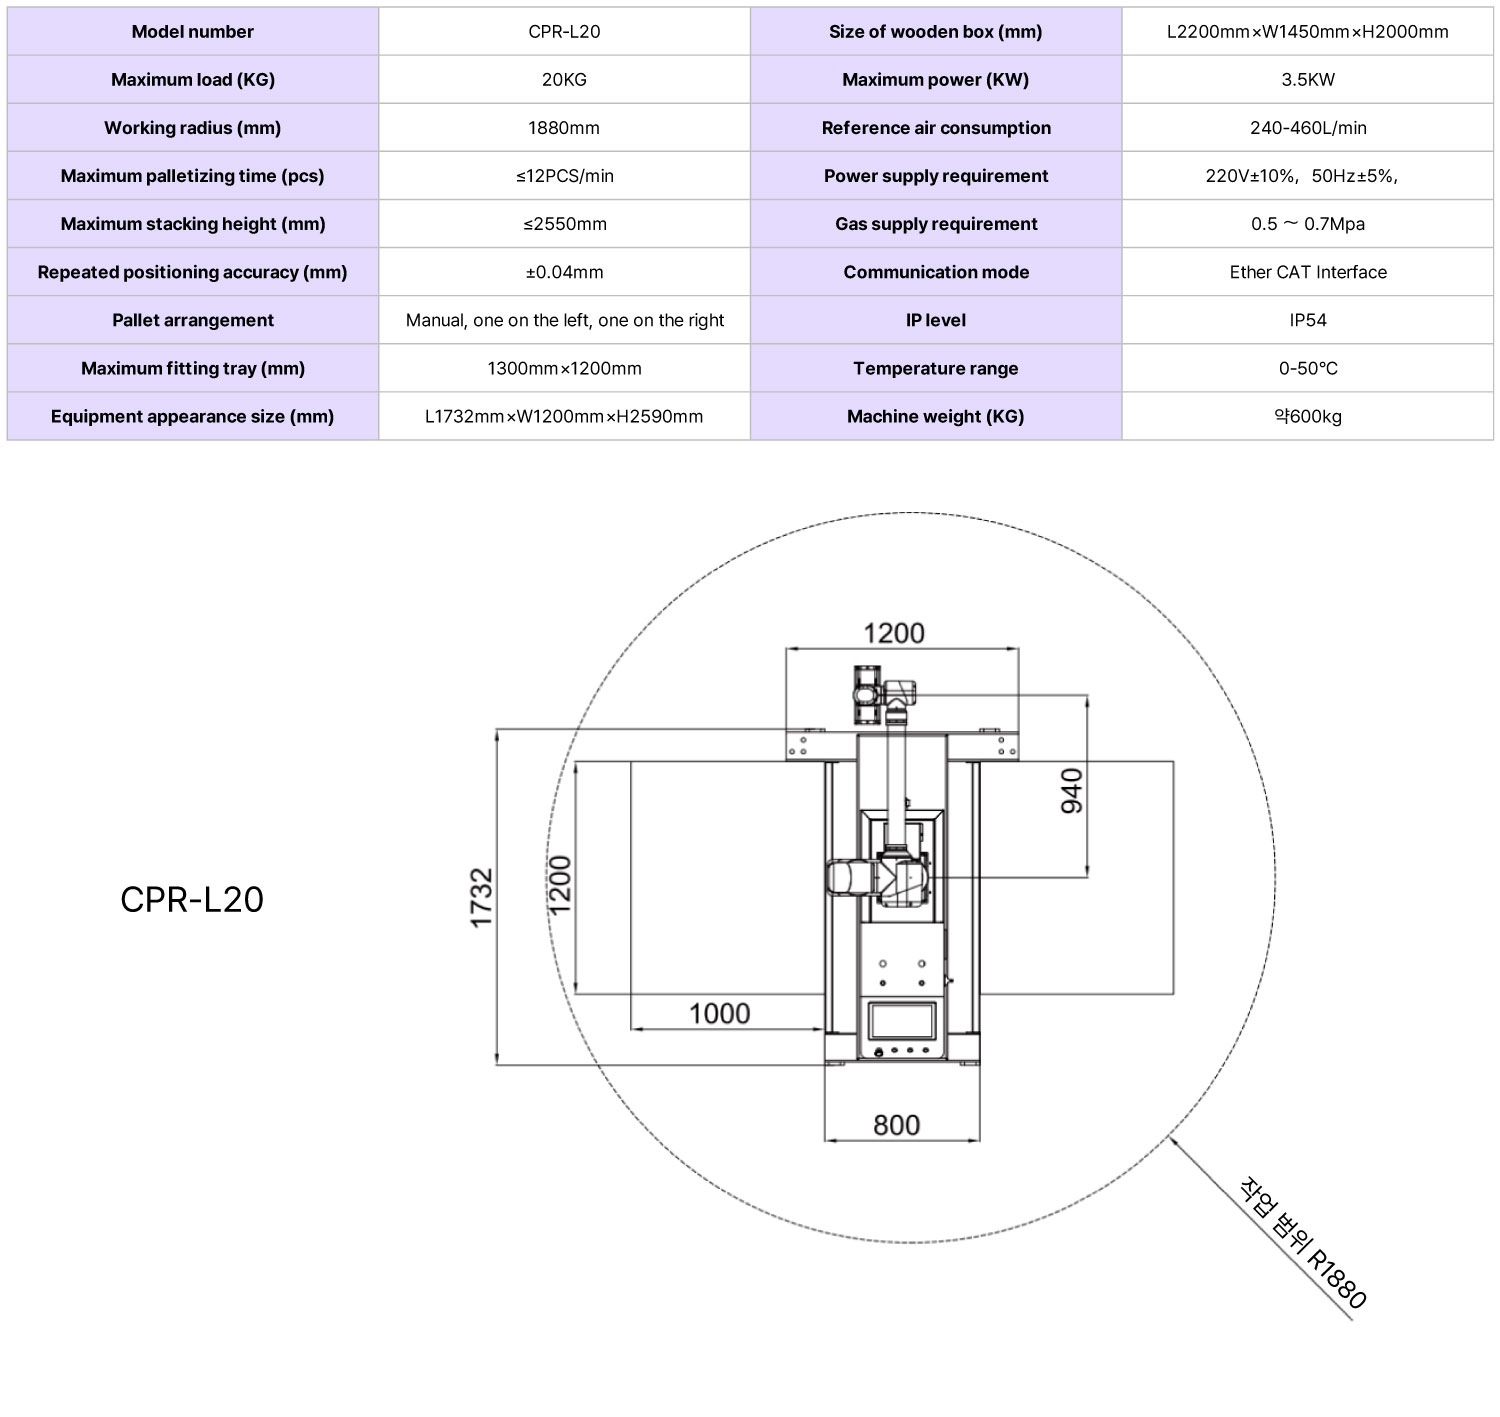 Model number CPR-L20 Size of wooden box (mm) L2200mm×W1450mm×H2000mm
Maximum load (KG) 20KG Maximum power (KW) 3.5KW
Working radius (mm) 1880mm Reference air consumption 240-460L/min
Maximum palletizing time (pcs) ≤12PCS/min Power supply requirement 220V±10%, 50Hz±5%,
Maximum stacking height (mm) ≤2550mm Gas supply requirement 0.5 ~ 0.7Mpa
Repeated positioning accuracy (mm) ±0.04mm Communication mode Ether CAT Interface
Pallet arrangement Manual, one on the left, one on the right IP level IP54
Maximum fitting tray (mm) 1300mm×1200mm Temperature range 0-50℃
Equipment appearance size (mm) L1732mm×W1200mm×H2590mm Machine weight (KG) 약600kg
1200
940
CPR-L20
1732
1200
1000
800
작업 범위 R1880